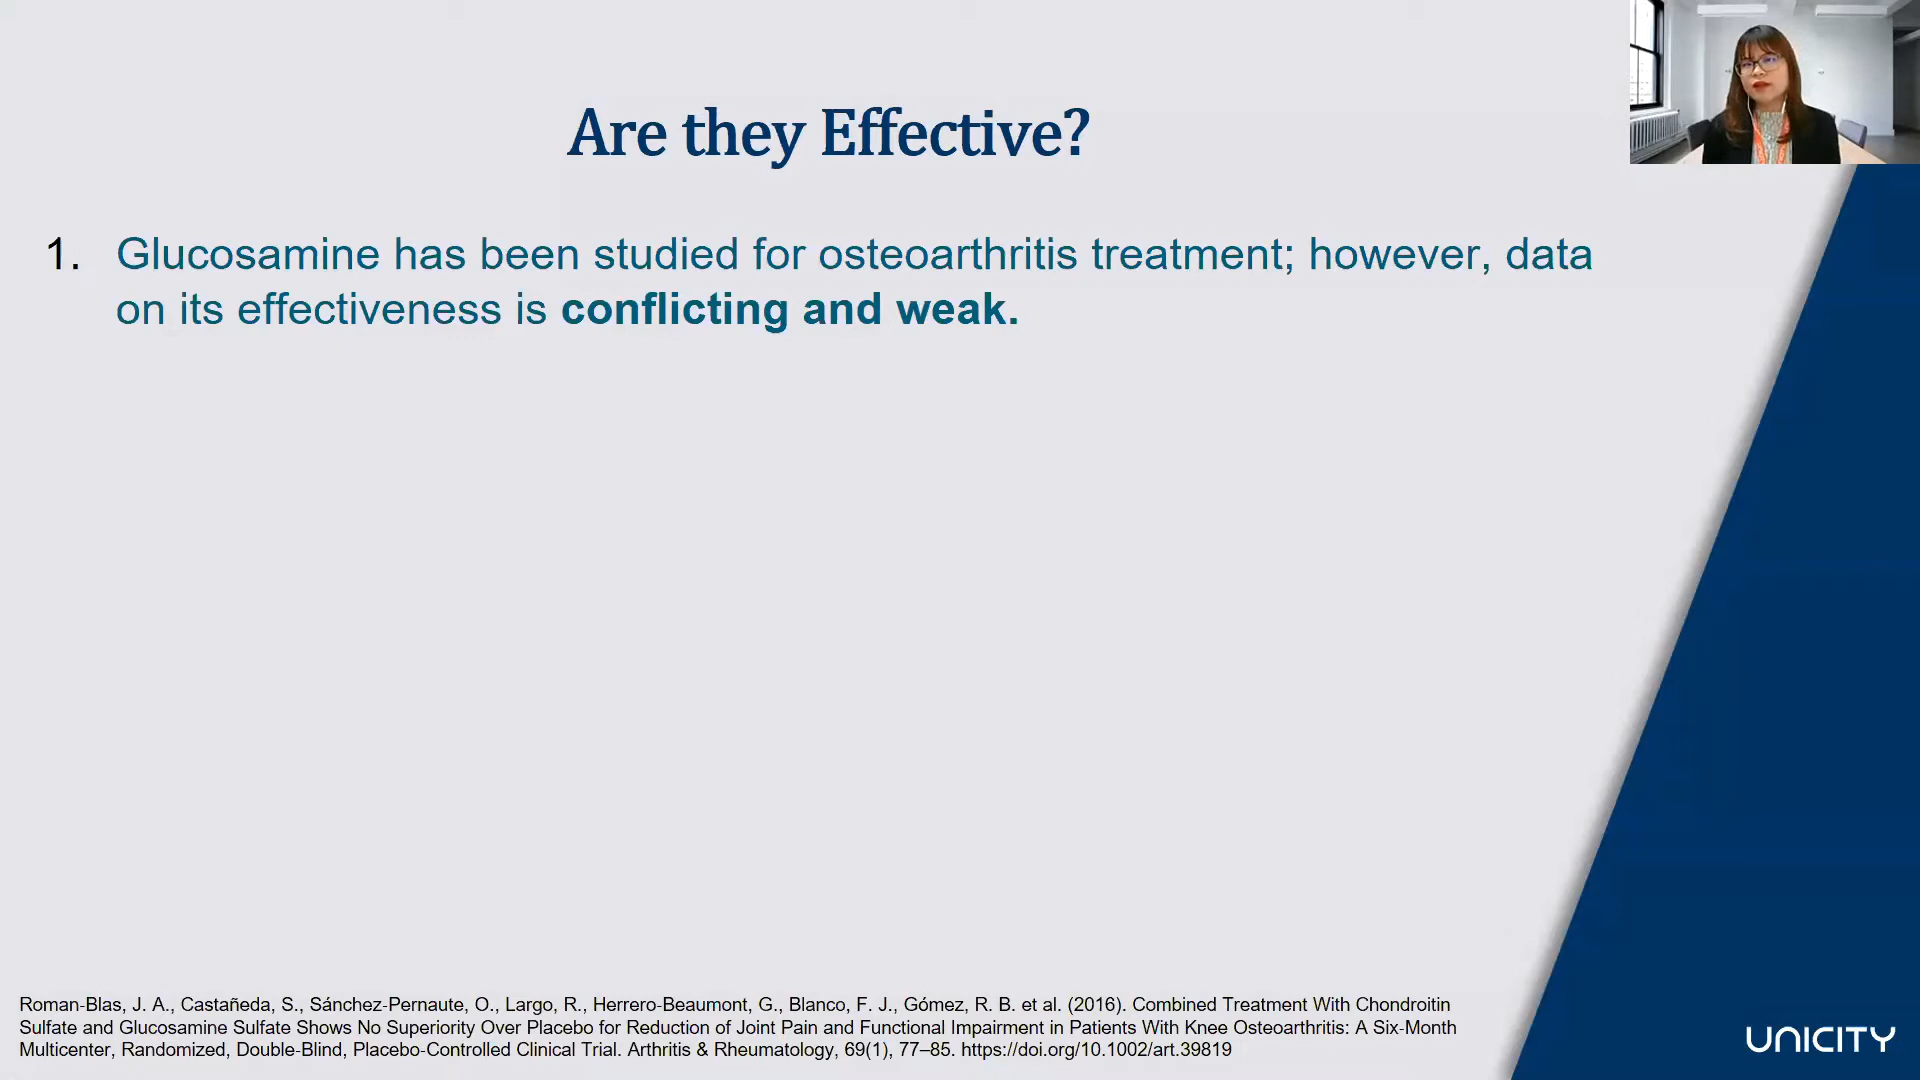 Are they Effective?
1. Glucosamine has been studied for osteoarthritis treatment; however, data
on its effectiveness is conflicting and weak.
Roman-Blas, J. A., Castañeda, S., Sánchez-Pernaute, O., Largo, R., Herrero-Beaumont, G., Blanco, F. J., Gómez, R. B. et al. (2016). Combined Treatment With Chondroitin
Sulfate and Glucosamine Sulfate Shows No Superiority Over Placebo for Reduction of Joint Pain and Functional Impairment in Patients With Knee Osteoarthritis: A Six-Month
Multicenter, Randomized, Double-Blind, Placebo-Controlled Clinical Trial. Arthritis & Rheumatology, 69(1), 77–85. https://doi.org/10.1002/art.39819
UNICITY